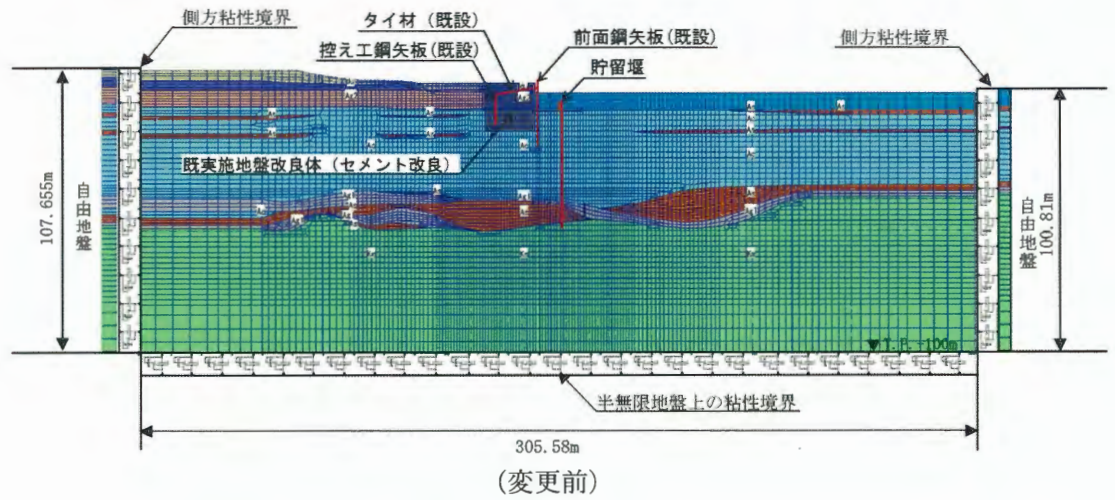 側方粘性境界
タイ材（既設）
控え工鋼矢板(既設)
前面鋼矢板(既設)
貯留堰
側方粘性境界
既実施地盤改良体（セメント改良）
107.655m
自由地盤
自由地盤
100.81m
▼T.P.-100m
半無限地盤上の粘性境界
305.58m
(変更前)